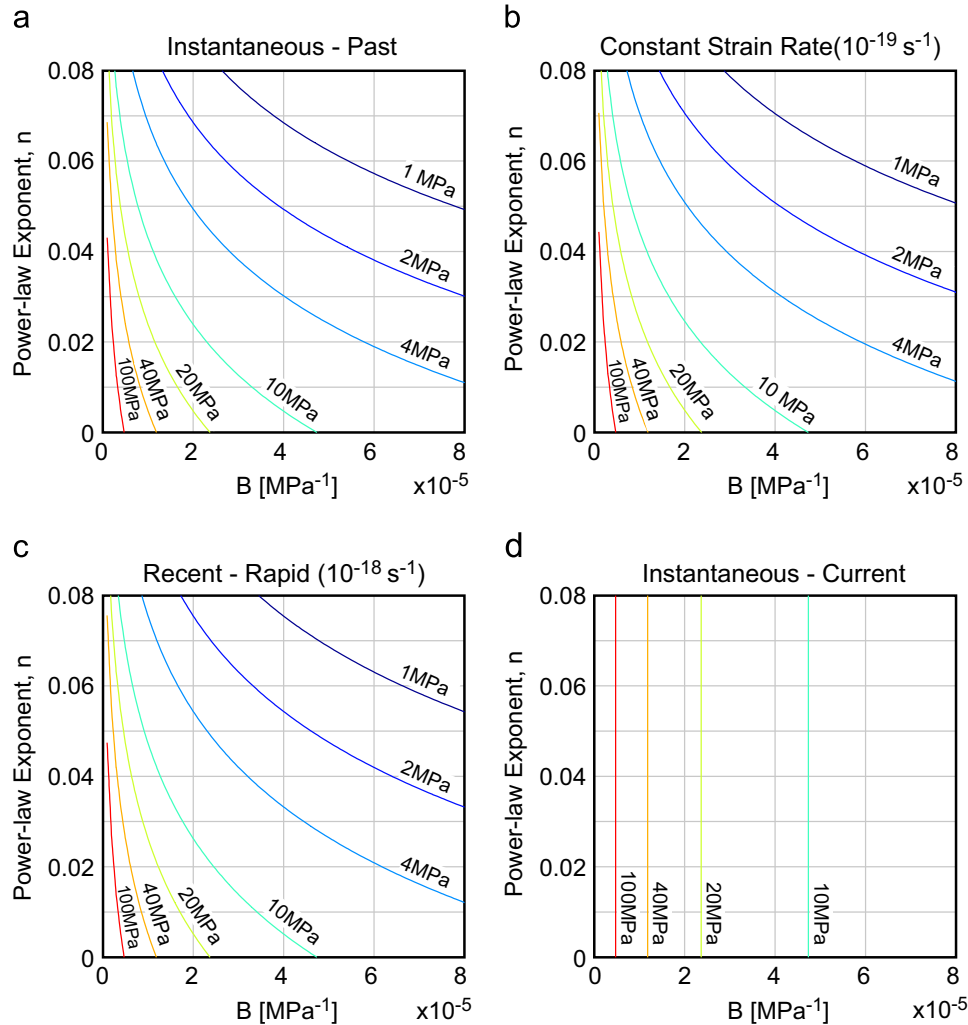 a
Instantaneous - Past
Power-law Exponent, n
0.08
0.06
0.04
0.02
0
0 2 4 6 8
B [MPa⁻¹] x10⁻⁵
1 MPa
2MPa
4MPa
10MPa
20MPa
40MPa
100MPa
b
Constant Strain Rate(10⁻¹⁹ s⁻¹)
Power-law Exponent, n
0.08
0.06
0.04
0.02
0
0 2 4 6 8
B [MPa⁻¹] x10⁻⁵
1MPa
2MPa
4MPa
10 MPa
20MPa
40MPa
100MPa
c
Recent - Rapid (10⁻¹⁸ s⁻¹)
Power-law Exponent, n
0.08
0.06
0.04
0.02
0
0 2 4 6 8
B [MPa⁻¹] x10⁻⁵
1MPa
2MPa
4MPa
10MPa
20MPa
40MPa
100MPa
d
Instantaneous - Current
Power-law Exponent, n
0.08
0.06
0.04
0.02
0
0 2 4 6 8
B [MPa⁻¹] x10⁻⁵
100MPa
40MPa
20MPa
10MPa